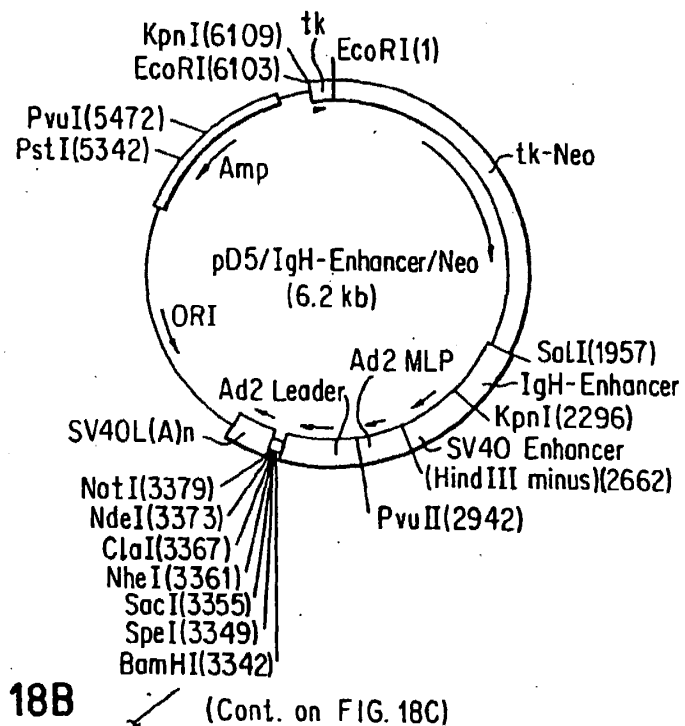 tk
KpnI(6109)
EcoRI(1)
EcoRI(6103)
PvuI(5472)
PstI(5342)
Amp
tk-Neo
pD5/IgH-Enhancer/Neo
(6.2 kb)
ORI
SalI(1957)
Ad2 MLP
IgH-Enhancer
Ad2 Leader
KpnI(2296)
SV40L(A)n
SV40 Enhancer
(HindIII minus)(2662)
NotI(3379)
PvuII(2942)
NdeI(3373)
ClaI(3367)
NheI(3361)
SacI(3355)
SpeI(3349)
BamHI(3342)
18B
(Cont. on FIG. 18C)